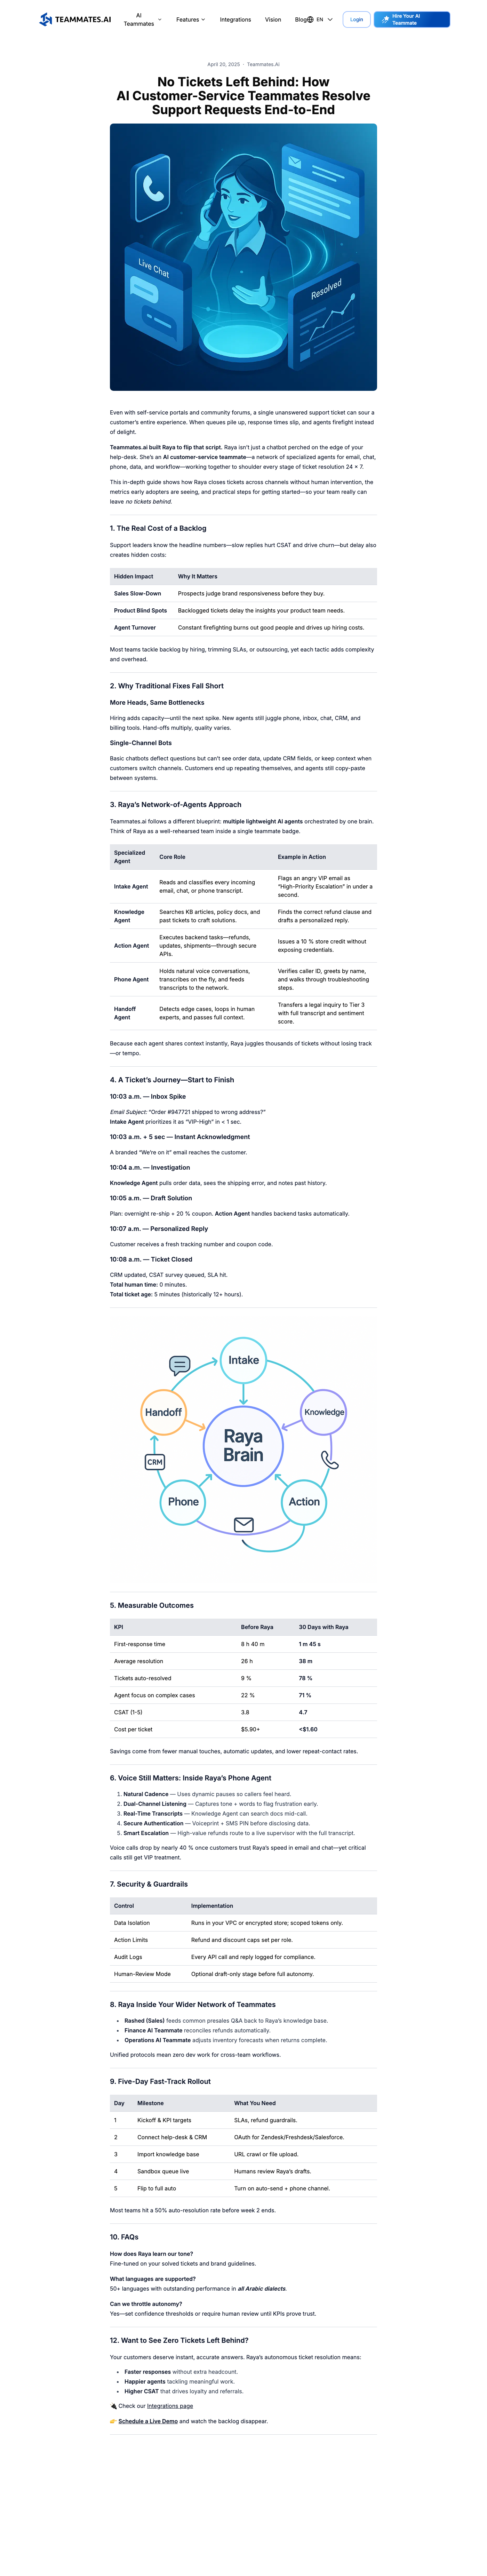 TEAMMATES.AI
AI
Teammates
Features
Integrations
Vision
Blog
EN
Login
Hire Your AI
Teammate
April 20, 2025 · Teammates.Ai
No Tickets Left Behind: How
AI Customer-Service Teammates Resolve
Support Requests End-to-End
Live Chat
Resolved
Even with self-service portals and community forums, a single unanswered support ticket can sour a
customer's entire experience. When queues pile up, response times slip, and agents firefight instead
of delight.
Teammates.ai built Raya to flip that script. Raya isn't just a chatbot perched on the edge of your
help-desk. She's an AI customer-service teammate—a network of specialized agents for email, chat,
phone, data, and workflow—working together to shoulder every stage of ticket resolution 24 × 7.
This in-depth guide shows how Raya closes tickets across channels without human intervention, the
metrics early adopters are seeing, and practical steps for getting started—so your team really can
leave no tickets behind.
1. The Real Cost of a Backlog
Support leaders know the headline numbers—slow replies hurt CSAT and drive churn—but delay also
creates hidden costs:
Hidden Impact Why It Matters
Sales Slow-Down Prospects judge brand responsiveness before they buy.
Product Blind Spots Backlogged tickets delay the insights your product team needs.
Agent Turnover Constant firefighting burns out good people and drives up hiring costs.
Most teams tackle backlog by hiring, trimming SLAs, or outsourcing, yet each tactic adds complexity
and overhead.
2. Why Traditional Fixes Fall Short
More Heads, Same Bottlenecks
Hiring adds capacity—until the next spike. New agents still juggle phone, inbox, chat, CRM, and
billing tools. Hand-offs multiply, quality varies.
Single-Channel Bots
Basic chatbots deflect questions but can't see order data, update CRM fields, or keep context when
customers switch channels. Customers end up repeating themselves, and agents still copy-paste
between systems.
3. Raya's Network-of-Agents Approach
Teammates.ai follows a different blueprint: multiple lightweight AI agents orchestrated by one brain.
Think of Raya as a well-rehearsed team inside a single teammate badge.
Specialized
Agent
Core Role
Example in Action
Intake Agent
Reads and classifies every incoming
email, chat, or phone transcript.
Flags an angry VIP email as
"High-Priority Escalation" in under a
second.
Knowledge
Agent
Searches KB articles, policy docs, and
past tickets to craft solutions.
Finds the correct refund clause and
drafts a personalized reply.
Action Agent
Executes backend tasks—refunds,
updates, shipments—through secure
APIs.
Issues a 10 % store credit without
exposing credentials.
Phone Agent
Holds natural voice conversations,
transcribes on the fly, and feeds
transcripts to the network.
Verifies caller ID, greets by name,
and walks through troubleshooting
steps.
Handoff
Agent
Detects edge cases, loops in human
experts, and passes full context.
Transfers a legal inquiry to Tier 3
with full transcript and sentiment
score.
Because each agent shares context instantly, Raya juggles thousands of tickets without losing track
—or tempo.
4. A Ticket's Journey—Start to Finish
10:03 a.m. — Inbox Spike
Email Subject: "Order #947721 shipped to wrong address?"
Intake Agent prioritizes it as "VIP-High" in < 1 sec.
10:03 a.m. + 5 sec — Instant Acknowledgment
A branded "We're on it" email reaches the customer.
10:04 a.m. — Investigation
Knowledge Agent pulls order data, sees the shipping error, and notes past history.
10:05 a.m. — Draft Solution
Plan: overnight re-ship + 20 % coupon. Action Agent handles backend tasks automatically.
10:07 a.m. — Personalized Reply
Customer receives a fresh tracking number and coupon code.
10:08 a.m. — Ticket Closed
CRM updated, CSAT survey queued, SLA hit.
Total human time: 0 minutes.
Total ticket age: 5 minutes (historically 12+ hours).
Intake
Handoff
Knowledge
Raya
Brain
CRM
Phone
Action
5. Measurable Outcomes
KPI Before Raya 30 Days with Raya
First-response time 8 h 40 m 1 m 45 s
Average resolution 26 h 38 m
Tickets auto-resolved 9 % 78 %
Agent focus on complex cases 22 % 71 %
CSAT (1-5) 3.8 4.7
Cost per ticket $5.90+ <$1.60
Savings come from fewer manual touches, automatic updates, and lower repeat-contact rates.
6. Voice Still Matters: Inside Raya's Phone Agent
1. Natural Cadence — Uses dynamic pauses so callers feel heard.
2. Dual-Channel Listening — Captures tone + words to flag frustration early.
3. Real-Time Transcripts — Knowledge Agent can search docs mid-call.
4. Secure Authentication — Voiceprint + SMS PIN before disclosing data.
5. Smart Escalation — High-value refunds route to a live supervisor with the full transcript.
Voice calls drop by nearly 40 % once customers trust Raya's speed in email and chat—yet critical
calls still get VIP treatment.
7. Security & Guardrails
Control Implementation
Data Isolation Runs in your VPC or encrypted store; scoped tokens only.
Action Limits Refund and discount caps set per role.
Audit Logs Every API call and reply logged for compliance.
Human-Review Mode Optional draft-only stage before full autonomy.
8. Raya Inside Your Wider Network of Teammates
• Rashed (Sales) feeds common presales Q&A back to Raya's knowledge base.
• Finance AI Teammate reconciles refunds automatically.
• Operations AI Teammate adjusts inventory forecasts when returns complete.
Unified protocols mean zero dev work for cross-team workflows.
9. Five-Day Fast-Track Rollout
Day Milestone What You Need
1 Kickoff & KPI targets SLAs, refund guardrails.
2 Connect help-desk & CRM OAuth for Zendesk/Freshdesk/Salesforce.
3 Import knowledge base URL crawl or file upload.
4 Sandbox queue live Humans review Raya's drafts.
5 Flip to full auto Turn on auto-send + phone channel.
Most teams hit a 50% auto-resolution rate before week 2 ends.
10. FAQs
How does Raya learn our tone?
Fine-tuned on your solved tickets and brand guidelines.
What languages are supported?
50+ languages with outstanding performance in all Arabic dialects.
Can we throttle autonomy?
Yes—set confidence thresholds or require human review until KPIs prove trust.
12. Want to See Zero Tickets Left Behind?
Your customers deserve instant, accurate answers. Raya's autonomous ticket resolution means:
• Faster responses without extra headcount.
• Happier agents tackling meaningful work.
• Higher CSAT that drives loyalty and referrals.
🔌 Check our Integrations page
👉 Schedule a Live Demo and watch the backlog disappear.